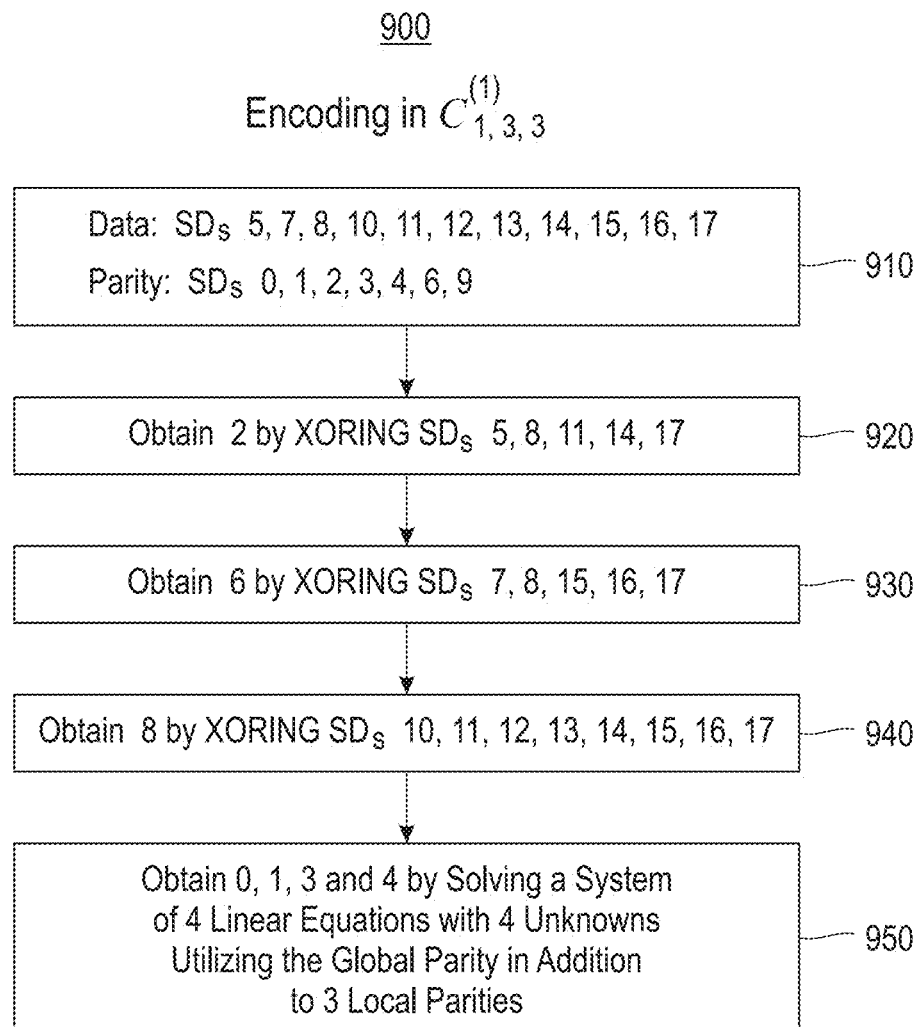 900
Encoding in C(1)1, 3, 3
Data: SDs 5, 7, 8, 10, 11, 12, 13, 14, 15, 16, 17
Parity: SDs 0, 1, 2, 3, 4, 6, 9
910
Obtain 2 by XORING SDs 5, 8, 11, 14, 17
920
Obtain 6 by XORING SDs 7, 8, 15, 16, 17
930
Obtain 8 by XORING SDs 10, 11, 12, 13, 14, 15, 16, 17
940
Obtain 0, 1, 3 and 4 by Solving a System
of 4 Linear Equations with 4 Unknowns
Utilizing the Global Parity in Addition
to 3 Local Parities
950